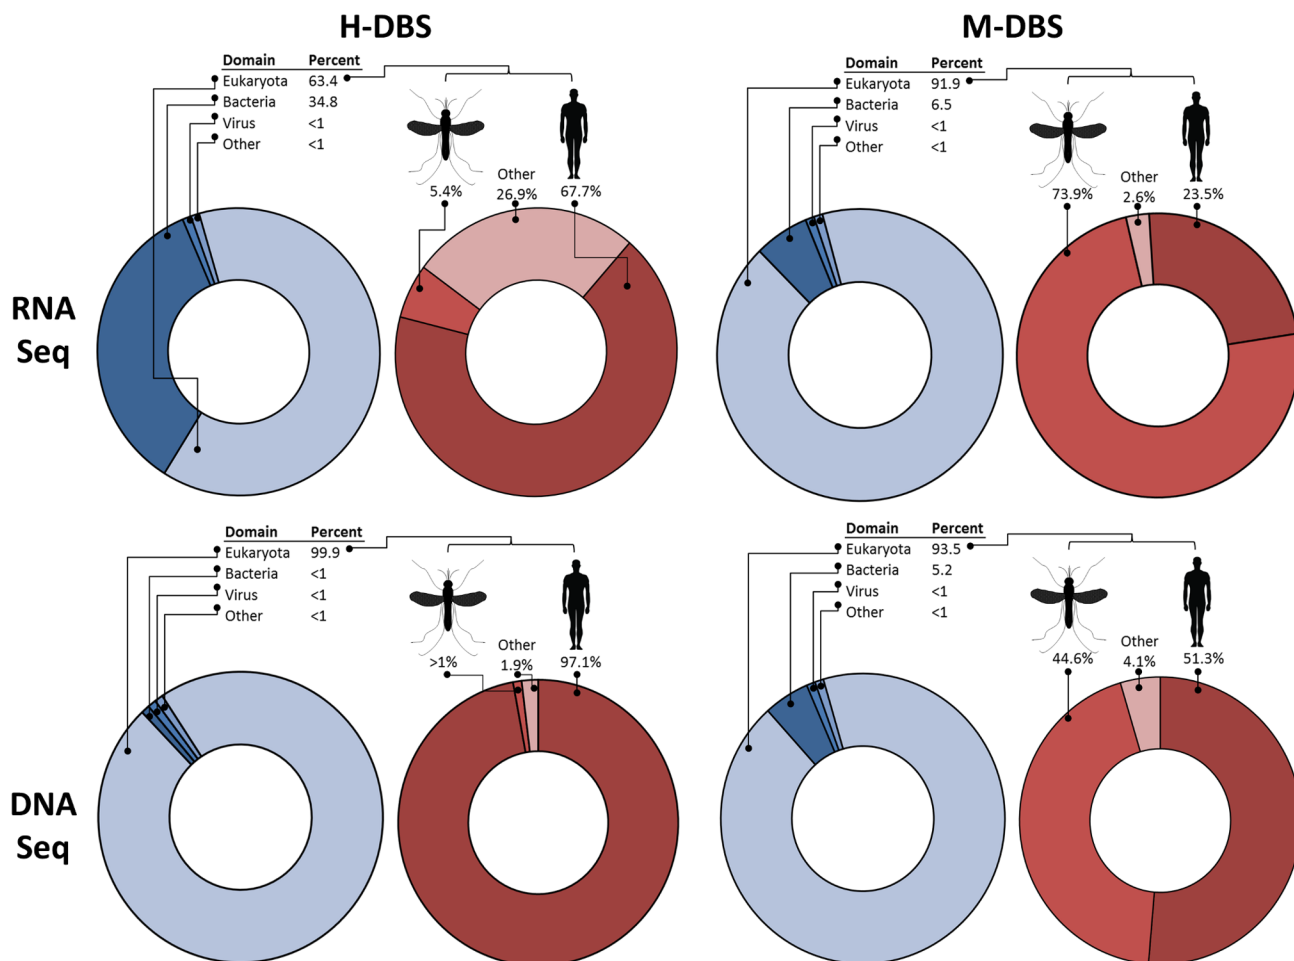 H-DBS
M-DBS
RNA
Seq
Domain Percent
Eukaryota 63.4
Bacteria 34.8
Virus <1
Other <1
5.4%
Other
26.9%
67.7%
Domain Percent
Eukaryota 91.9
Bacteria 6.5
Virus <1
Other <1
73.9%
Other
2.6%
23.5%
DNA
Seq
Domain Percent
Eukaryota 99.9
Bacteria <1
Virus <1
Other <1
>1%
Other
1.9%
97.1%
Domain Percent
Eukaryota 93.5
Bacteria 5.2
Virus <1
Other <1
44.6%
Other
4.1%
51.3%